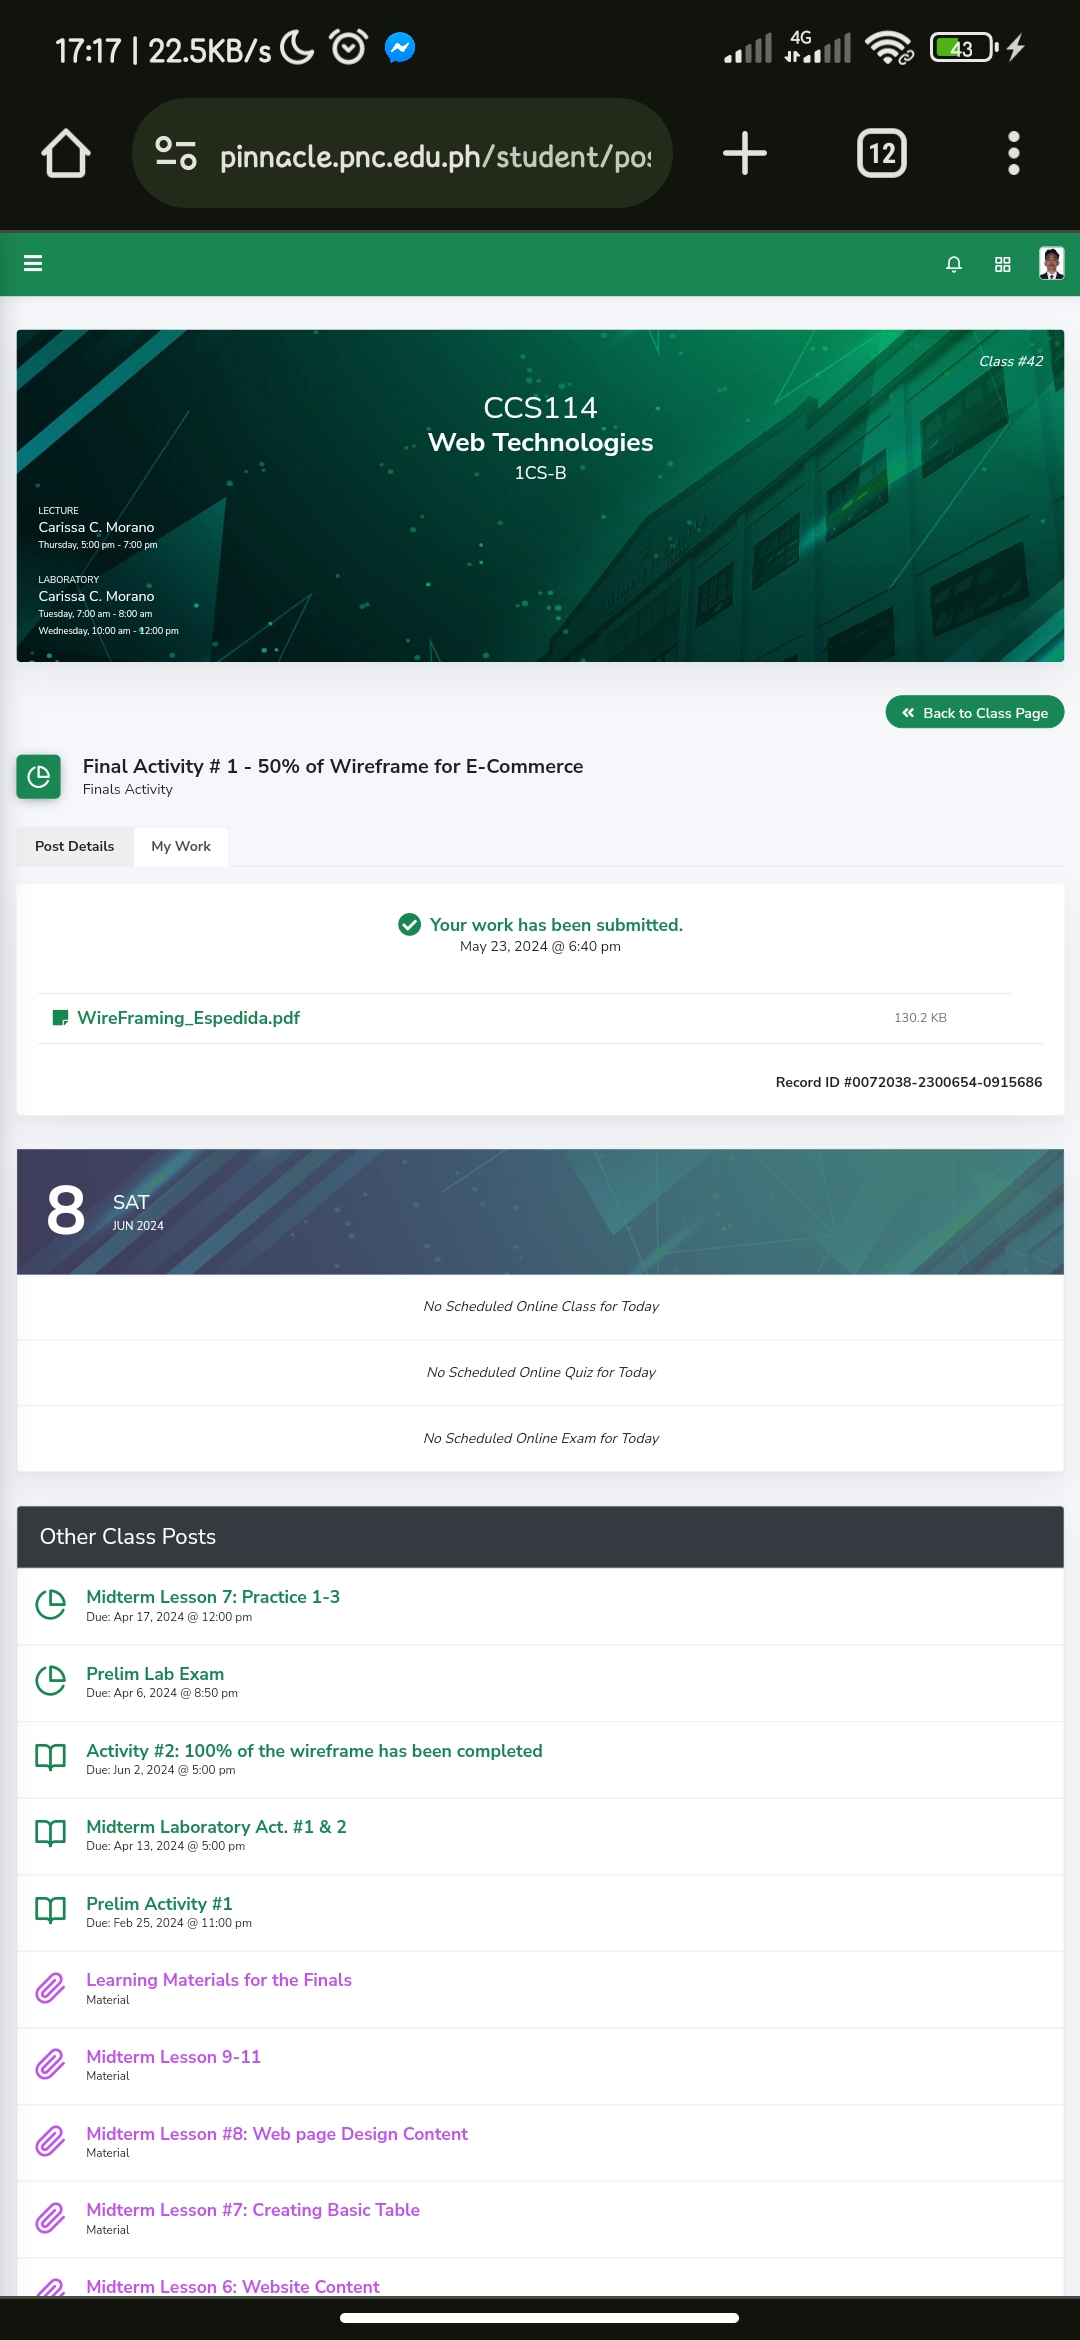 17:17 | 22.5KB/s
4G
43
pinnacle.pnc.edu.ph/student/pos
12
Class #42
CCS114
Web Technologies
1CS-B
LECTURE
Carissa C. Morano
Thursday, 5:00 pm - 7:00 pm
LABORATORY
Carissa C. Morano
Tuesday, 7:00 am - 8:00 am
Wednesday, 10:00 am - 12:00 pm
Back to Class Page
Final Activity # 1 - 50% of Wireframe for E-Commerce
Finals Activity
Post Details
My Work
Your work has been submitted.
May 23, 2024 @ 6:40 pm
WireFraming_Espedida.pdf
130.2 KB
Record ID #0072038-2300654-0915686
8
SAT
JUN 2024
No Scheduled Online Class for Today
No Scheduled Online Quiz for Today
No Scheduled Online Exam for Today
Other Class Posts
Midterm Lesson 7: Practice 1-3
Due: Apr 17, 2024 @ 12:00 pm
Prelim Lab Exam
Due: Apr 6, 2024 @ 8:50 pm
Activity #2: 100% of the wireframe has been completed
Due: Jun 2, 2024 @ 5:00 pm
Midterm Laboratory Act. #1 & 2
Due: Apr 13, 2024 @ 5:00 pm
Prelim Activity #1
Due: Feb 25, 2024 @ 11:00 pm
Learning Materials for the Finals
Material
Midterm Lesson 9-11
Material
Midterm Lesson #8: Web page Design Content
Material
Midterm Lesson #7: Creating Basic Table
Material
Midterm Lesson 6: Website Content